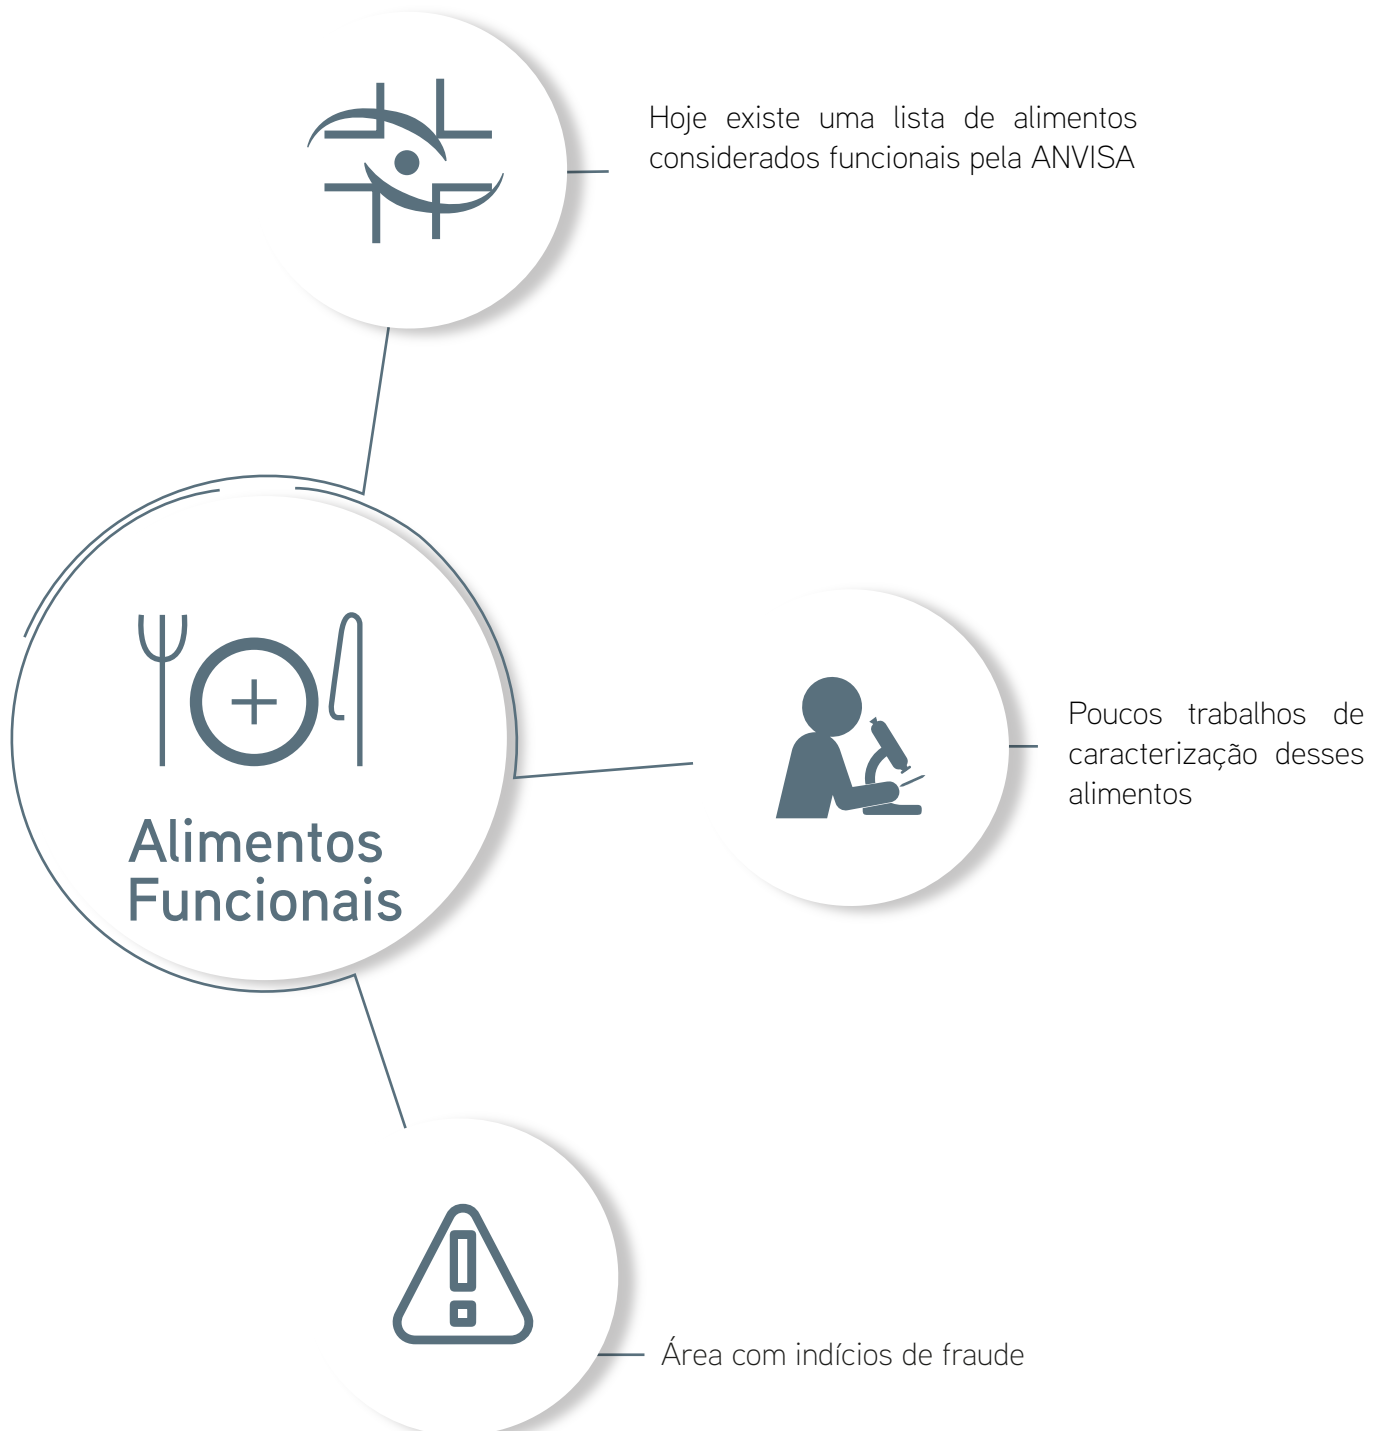 Hoje existe uma lista de alimentos
considerados funcionais pela ANVISA
Alimentos
Funcionais
Poucos trabalhos de
caracterização desses
alimentos
Área com indícios de fraude